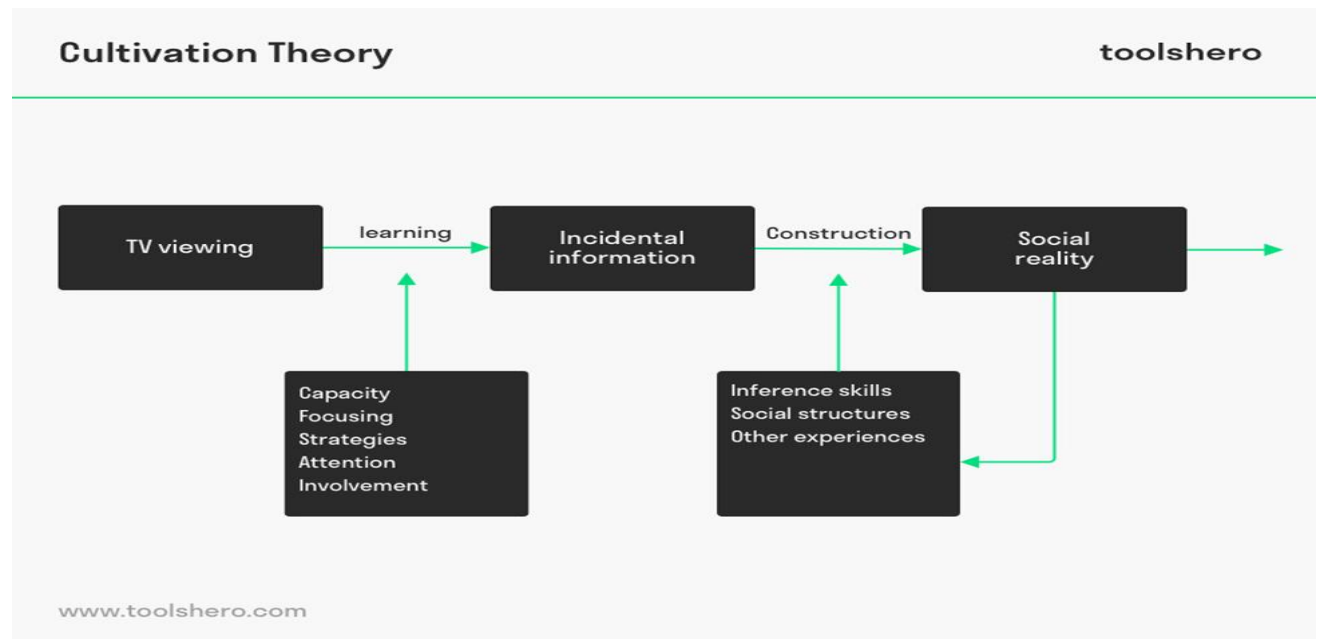 Cultivation Theory
toolshero
TV viewing
learning
Incidental
information
Construction
Social
reality
Capacity
Focusing
Strategies
Attention
Involvement
Inference skills
Social structures
Other experiences
www.toolshero.com